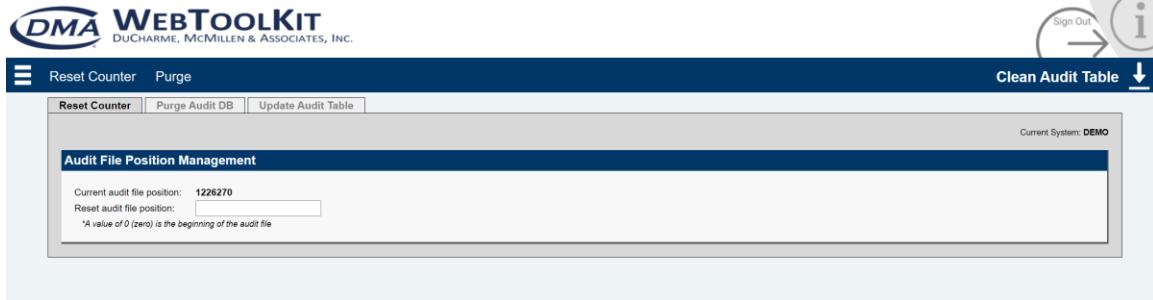 DMA WEBTOOLKIT
DUCHARME, MCMILLEN & ASSOCIATES, INC.
Sign Out
i
Reset Counter Purge Clean Audit Table
Reset Counter Purge Audit DB Update Audit Table
Current System: DEMO
Audit File Position Management
Current audit file position: 1226270
Reset audit file position:
*A value of 0 (zero) is the beginning of the audit file